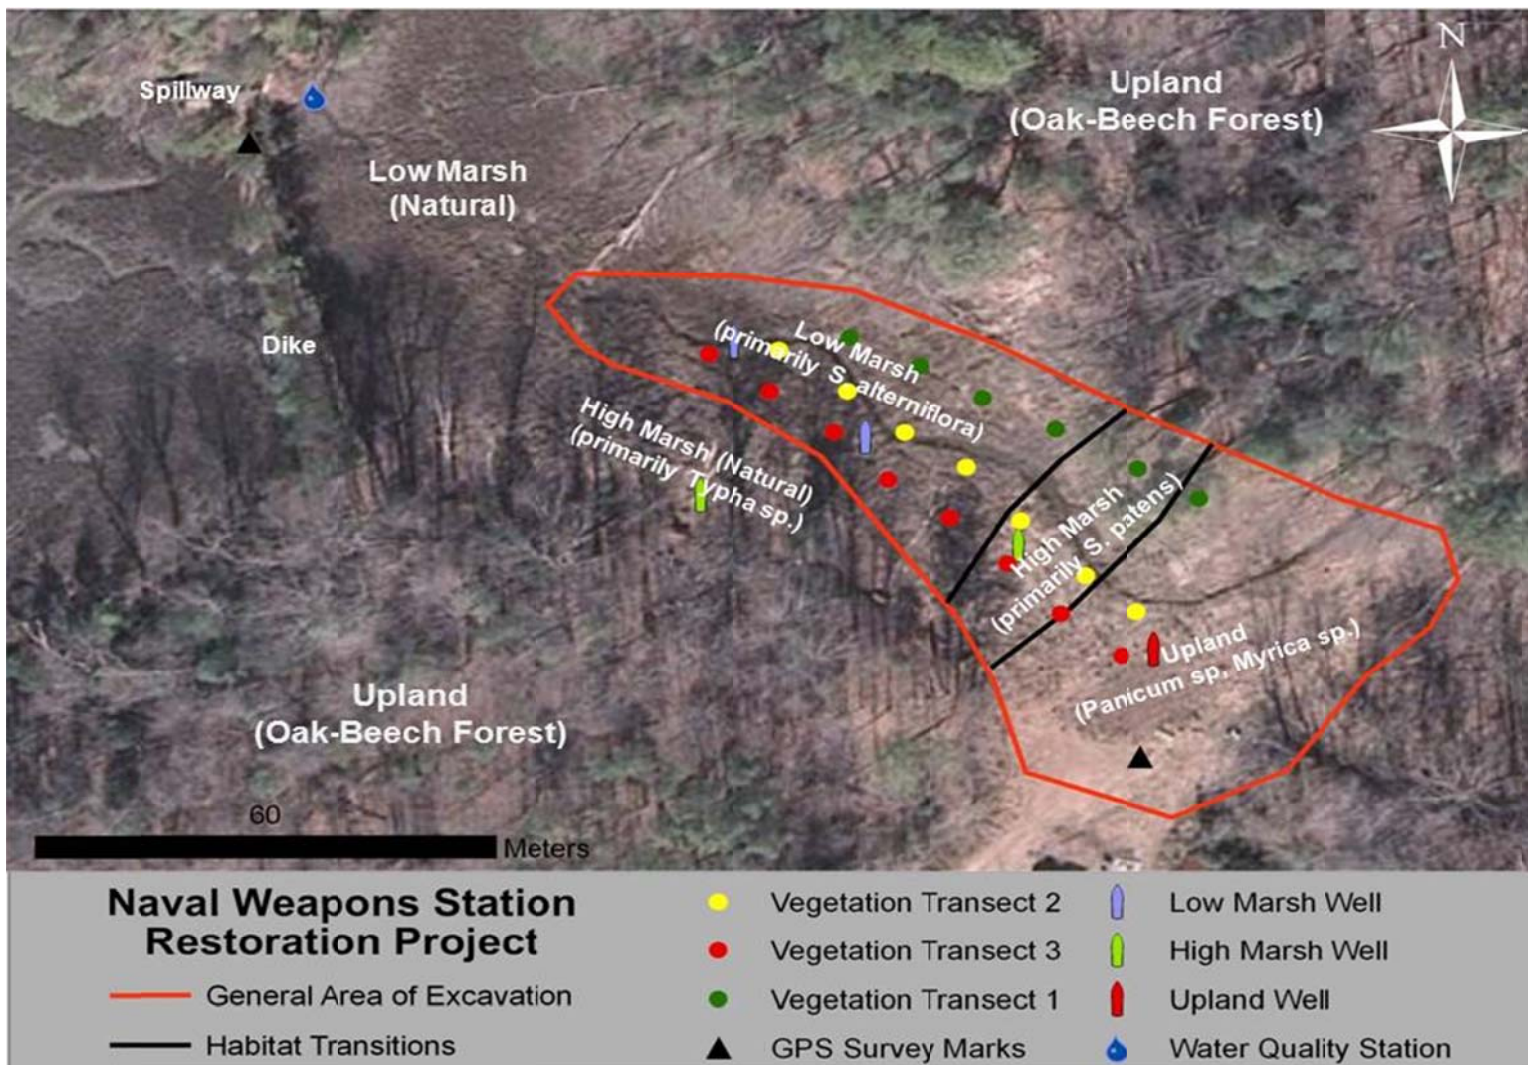 N
Spillway
Upland
(Oak-Beech Forest)
Low Marsh
(Natural)
Dike
Low Marsh
(primarily S. alterniflora)
High Marsh (Natural)
(primarily Typha sp.)
High Marsh
(primarily S. patens)
Upland
(Panicum sp, Myrica sp.)
Upland
(Oak-Beech Forest)
60
Meters
Naval Weapons Station
Restoration Project
General Area of Excavation
Habitat Transitions
Vegetation Transect 2
Vegetation Transect 3
Vegetation Transect 1
GPS Survey Marks
Low Marsh Well
High Marsh Well
Upland Well
Water Quality Station